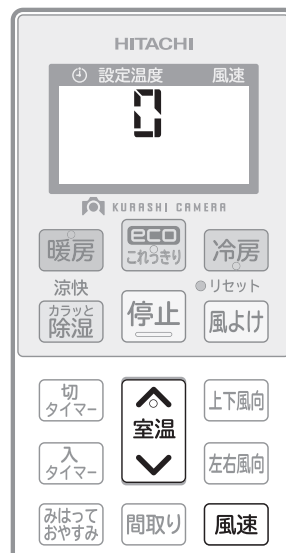 HITACHI
設定温度 風速
0
KURASHI CAMERA
暖房 eco これっきり 冷房
涼快 リセット
カラッと除湿 停止 風よけ
切タイマー 室温 上下風向
入タイマー 左右風向
みはっておやすみ 間取り 風速